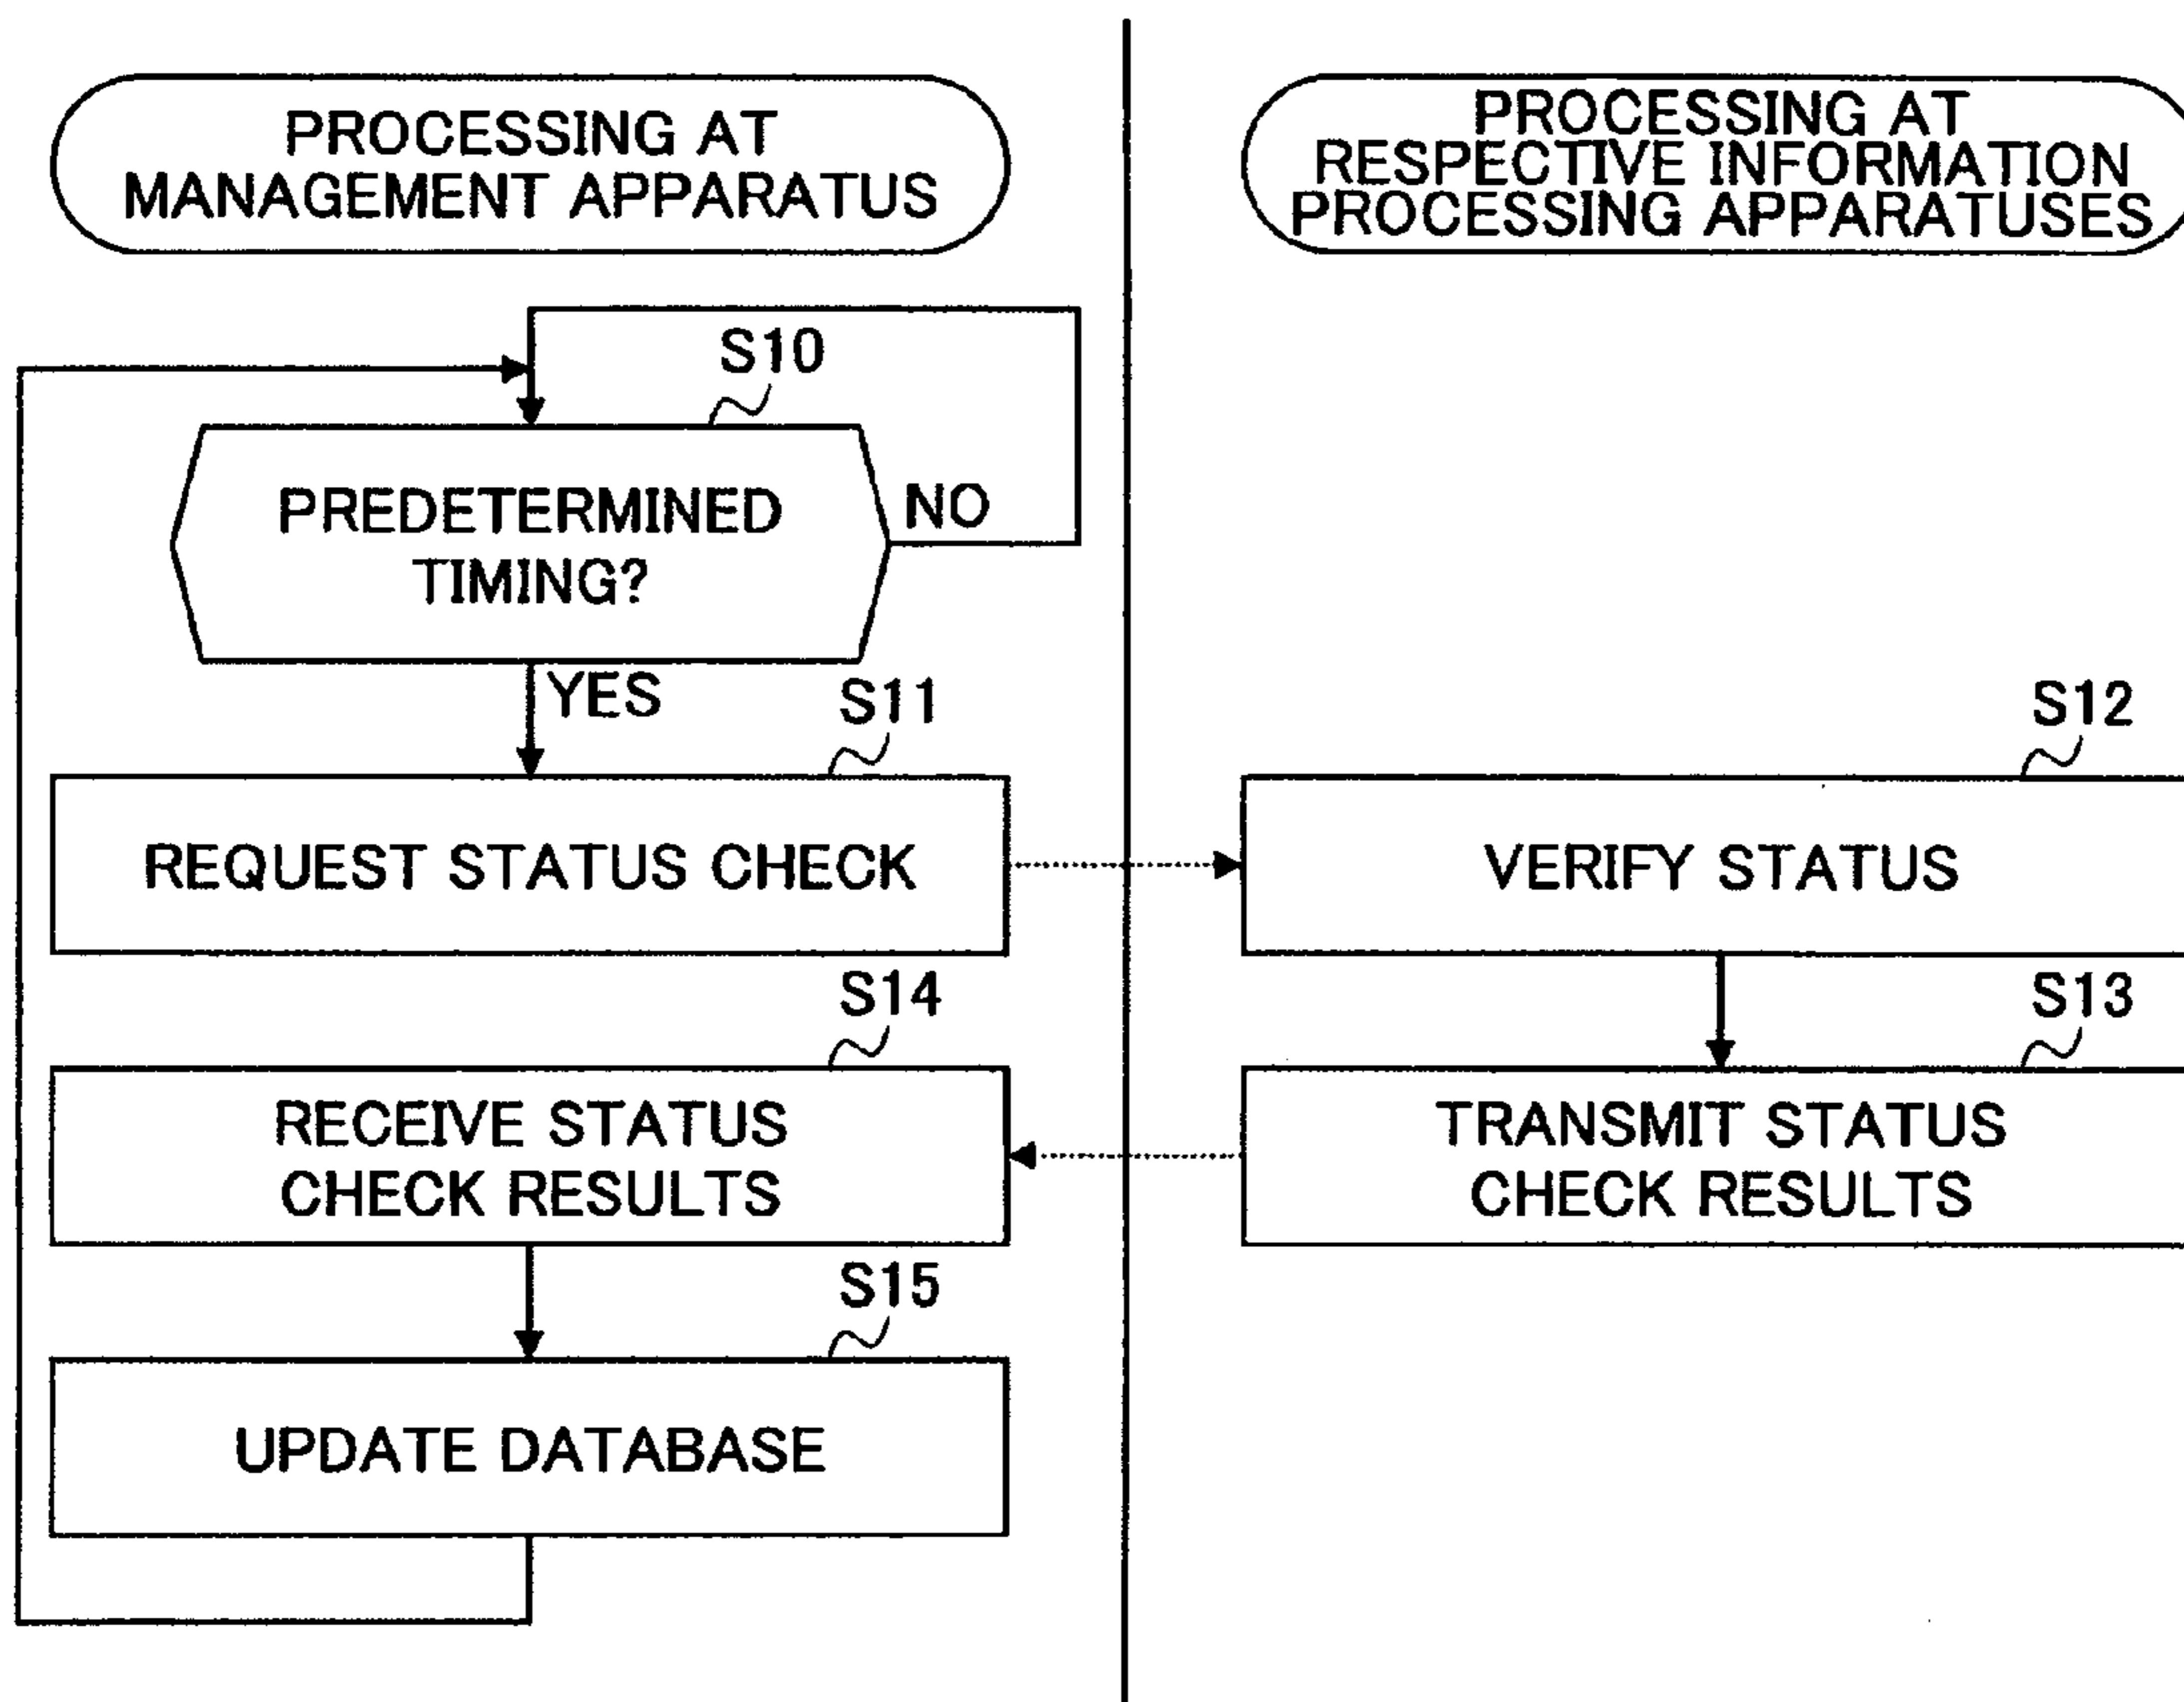 PROCESSING AT
MANAGEMENT APPARATUS
PROCESSING AT
RESPECTIVE INFORMATION
PROCESSING APPARATUSES
S10
PREDETERMINED
TIMING?
NO
YES
S11
REQUEST STATUS CHECK
S12
VERIFY STATUS
S14
RECEIVE STATUS
CHECK RESULTS
S13
TRANSMIT STATUS
CHECK RESULTS
S15
UPDATE DATABASE